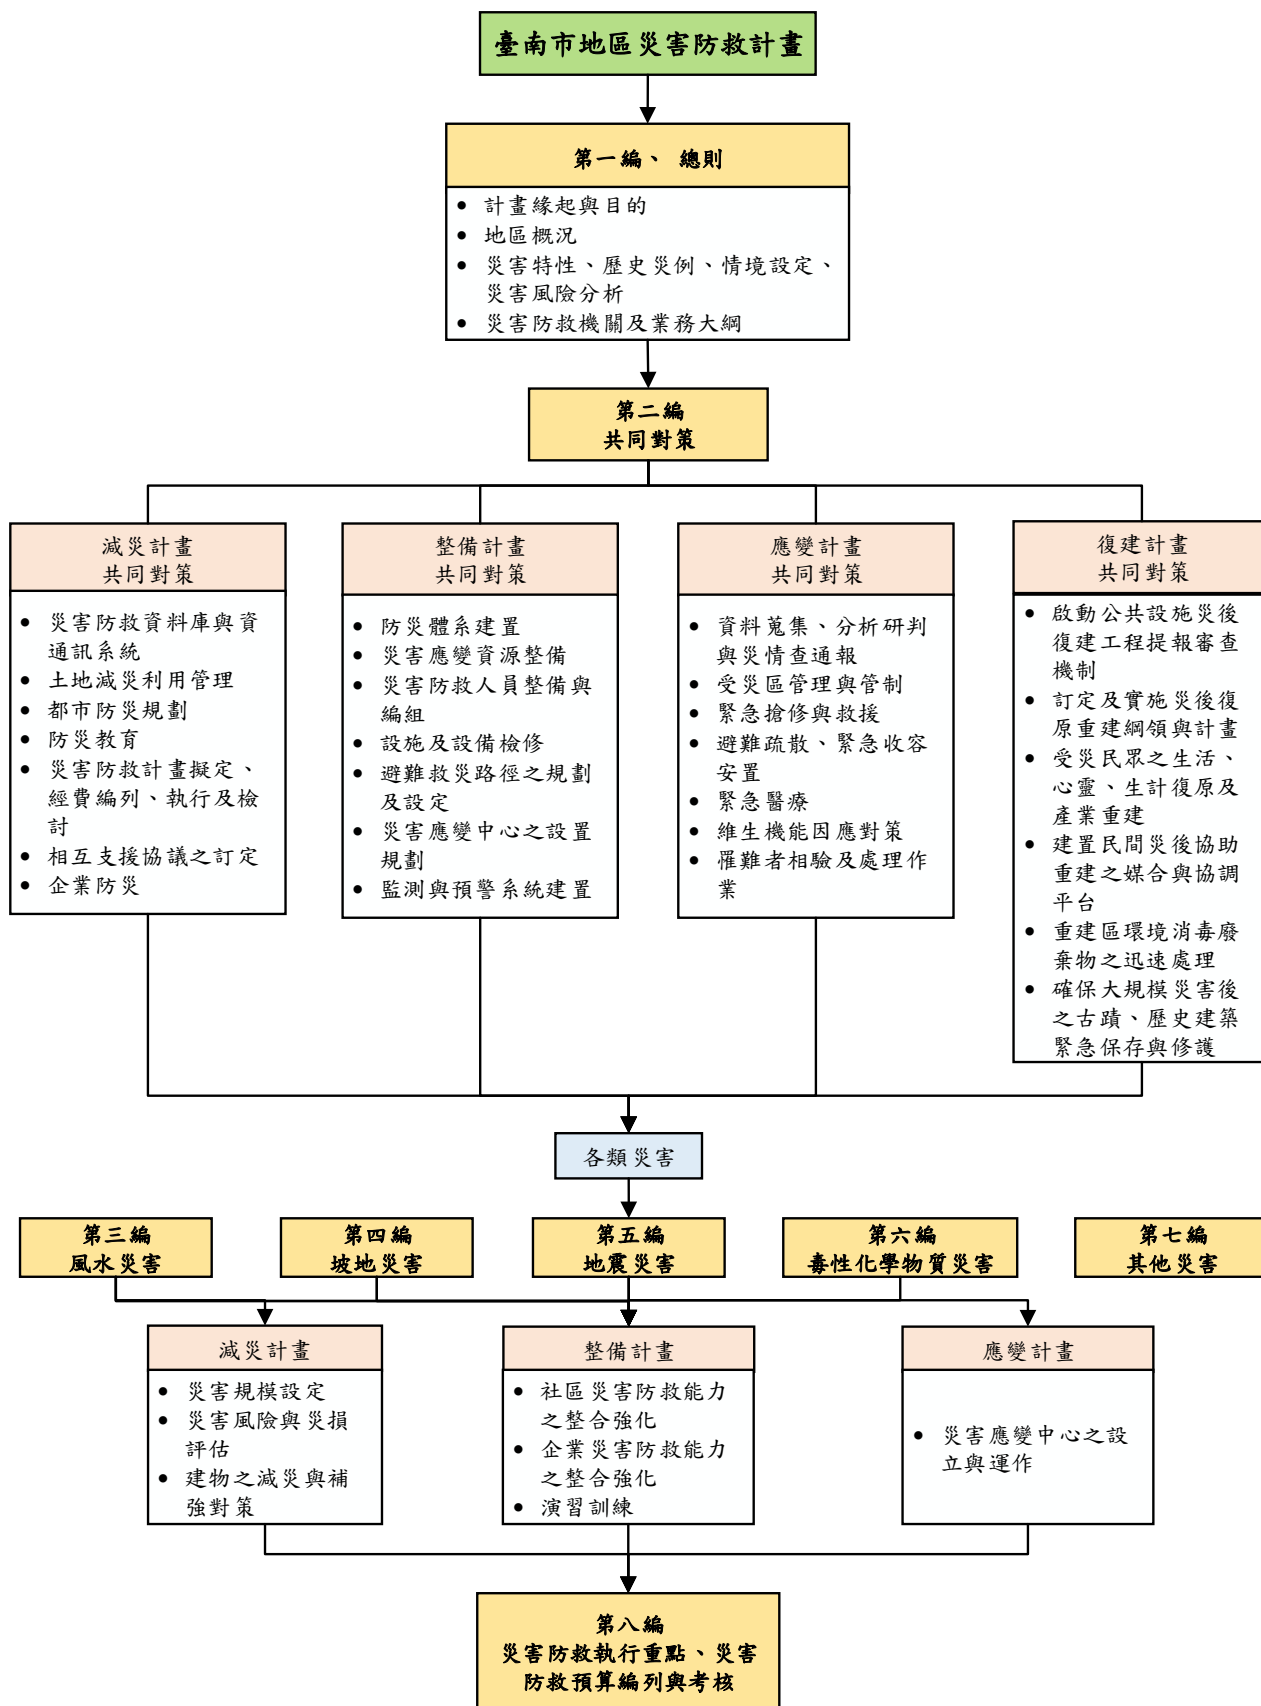 臺南市地區災害防救計畫
第一編、 總則
• 計畫緣起與目的
• 地區概況
• 災害特性、歷史災例、情境設定、
災害風險分析
• 災害防救機關及業務大綱
第二編
共同對策
減災計畫
共同對策
• 災害防救資料庫與資
通訊系統
• 土地減災利用管理
• 都市防災規劃
• 防災教育
• 災害防救計畫擬定、
經費編列、執行及檢
討
• 相互支援協議之訂定
• 企業防災
整備計畫
共同對策
• 防災體系建置
• 災害應變資源整備
• 災害防救人員整備與
編組
• 設施及設備檢修
• 避難救災路徑之規劃
及設定
• 災害應變中心之設置
規劃
• 監測與預警系統建置
應變計畫
共同對策
• 資料蒐集、分析研判
與災情查通報
• 受災區管理與管制
• 緊急搶修與救援
• 避難疏散、緊急收容
安置
• 緊急醫療
• 維生機能因應對策
• 罹難者相驗及處理作
業
復建計畫
共同對策
• 啟動公共設施災後
復建工程提報審查
機制
• 訂定及實施災後復
原重建綱領與計畫
• 受災民眾之生活、
心靈、生計復原及
產業重建
• 建置民間災後協助
重建之媒合與協調
平台
• 重建區環境消毒廢
棄物之迅速處理
• 確保大規模災害後
之古蹟、歷史建築
緊急保存與修護
各類災害
第三編
風水災害
第四編
坡地災害
第五編
地震災害
第六編
毒性化學物質災害
第七編
其他災害
減災計畫
• 災害規模設定
• 災害風險與災損
評估
• 建物之減災與補
強對策
整備計畫
• 社區災害防救能力
之整合強化
• 企業災害防救能力
之整合強化
• 演習訓練
應變計畫
• 災害應變中心之設
立與運作
第八編
災害防救執行重點、災害
防救預算編列與考核